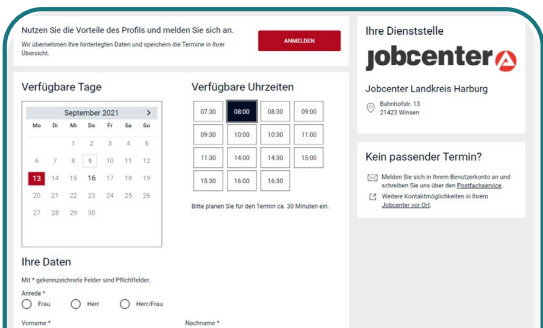 Nutzen Sie die Vorteile des Profils und melden Sie sich an.
Wir übernehmen Ihre hinterlegten Daten und speichern die Termine in Ihrer
Übersicht.
ANMELDEN
Verfügbare Tage
September 2021 >
Mo Di Mi Do Fr Sa So
1 2 3 4 5
6 7 8 9 10 11 12
13 14 15 16 17 18 19
20 21 22 23 24 25 26
27 28 29 30
Verfügbare Uhrzeiten
07:30 08:00 08:30 09:00
09:30 10:00 10:30 11:00
11:30 14:00 14:30 15:00
15:30 16:00 16:30
Bitte planen Sie für den Termin ca. 30 Minuten ein.
Ihre Daten
Mit * gekennzeichnete Felder sind Pflichtfelder.
Anrede *
Frau Herr Herr/Frau
Vorname * Nachname *
Ihre Dienststelle
jobcenter
Jobcenter Landkreis Harburg
Bahnhofstr. 13
21423 Winsen
Kein passender Termin?
Melden Sie sich in Ihrem Benutzerkonto an und
schreiben Sie uns über den Postfachservice.
Weitere Kontaktmöglichkeiten in Ihrem
Jobcenter vor Ort.